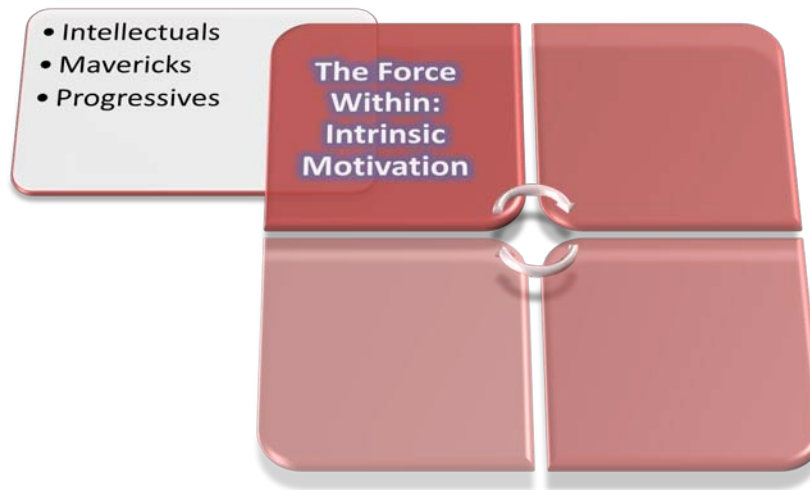 • Intellectuals
• Mavericks
• Progressives
The Force
Within:
Intrinsic
Motivation